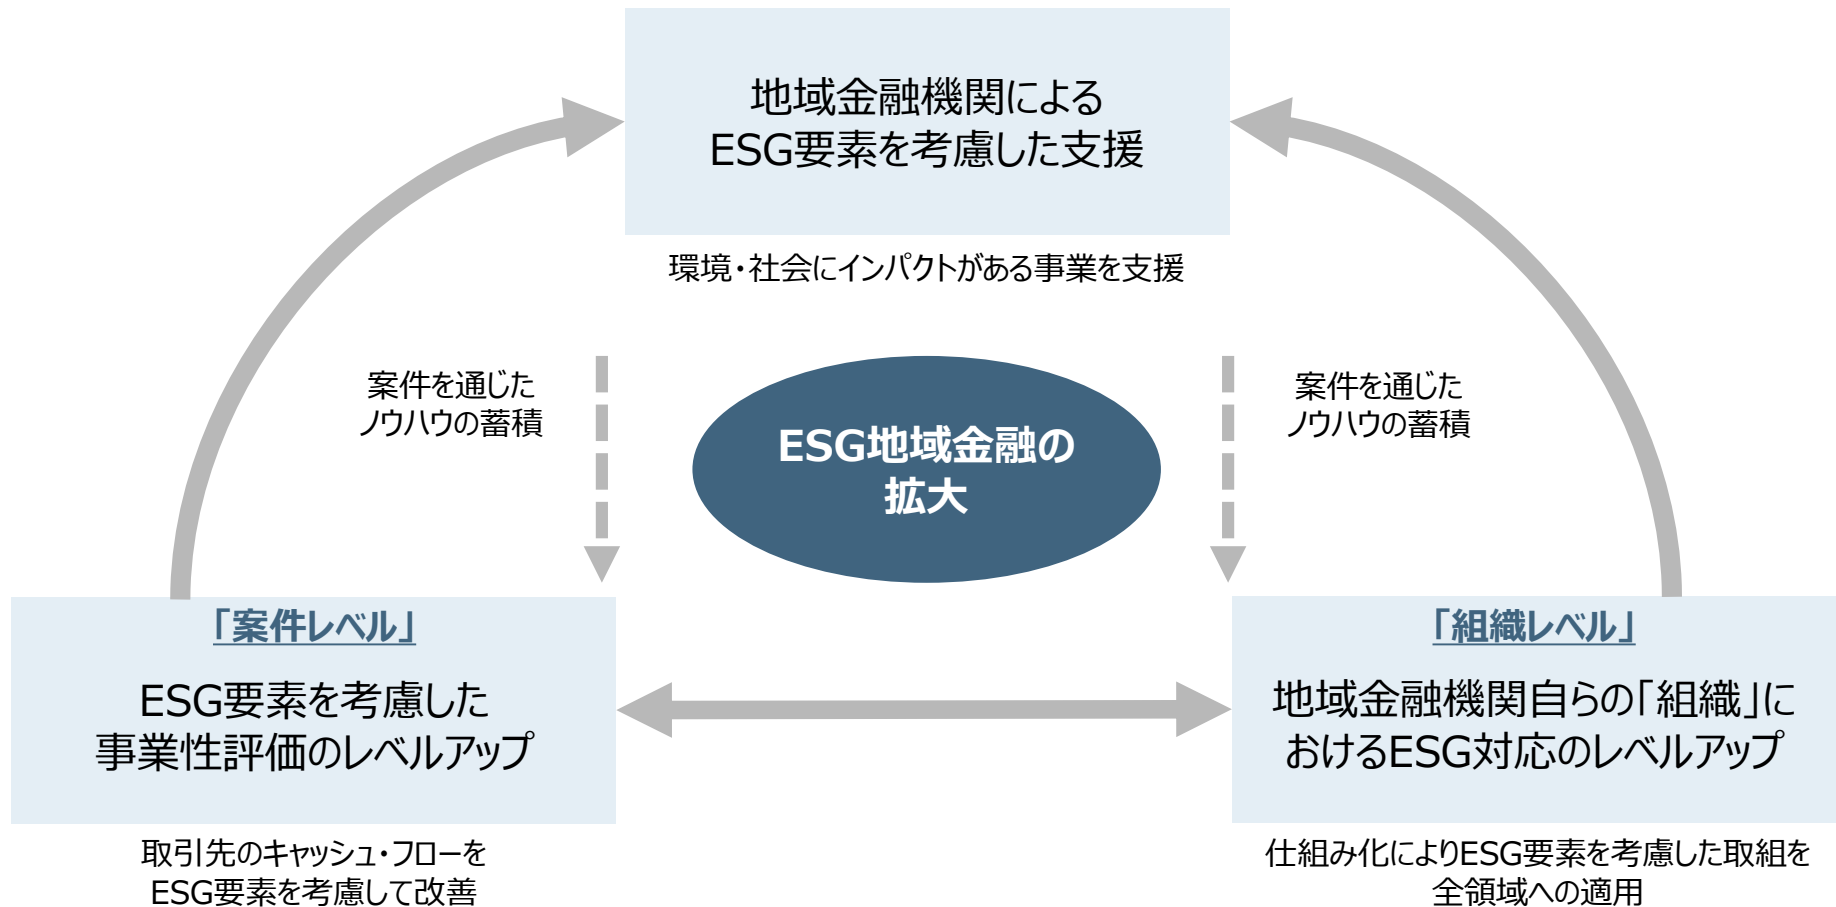 地域金融機関による
ESG要素を考慮した支援
環境・社会にインパクトがある事業を支援
案件を通じた
ノウハウの蓄積
ESG地域金融の
拡大
案件を通じた
ノウハウの蓄積
「案件レベル」
ESG要素を考慮した
事業性評価のレベルアップ
取引先のキャッシュ・フローを
ESG要素を考慮して改善
「組織レベル」
地域金融機関自らの「組織」に
おけるESG対応のレベルアップ
仕組み化によりESG要素を考慮した取組を
全領域への適用